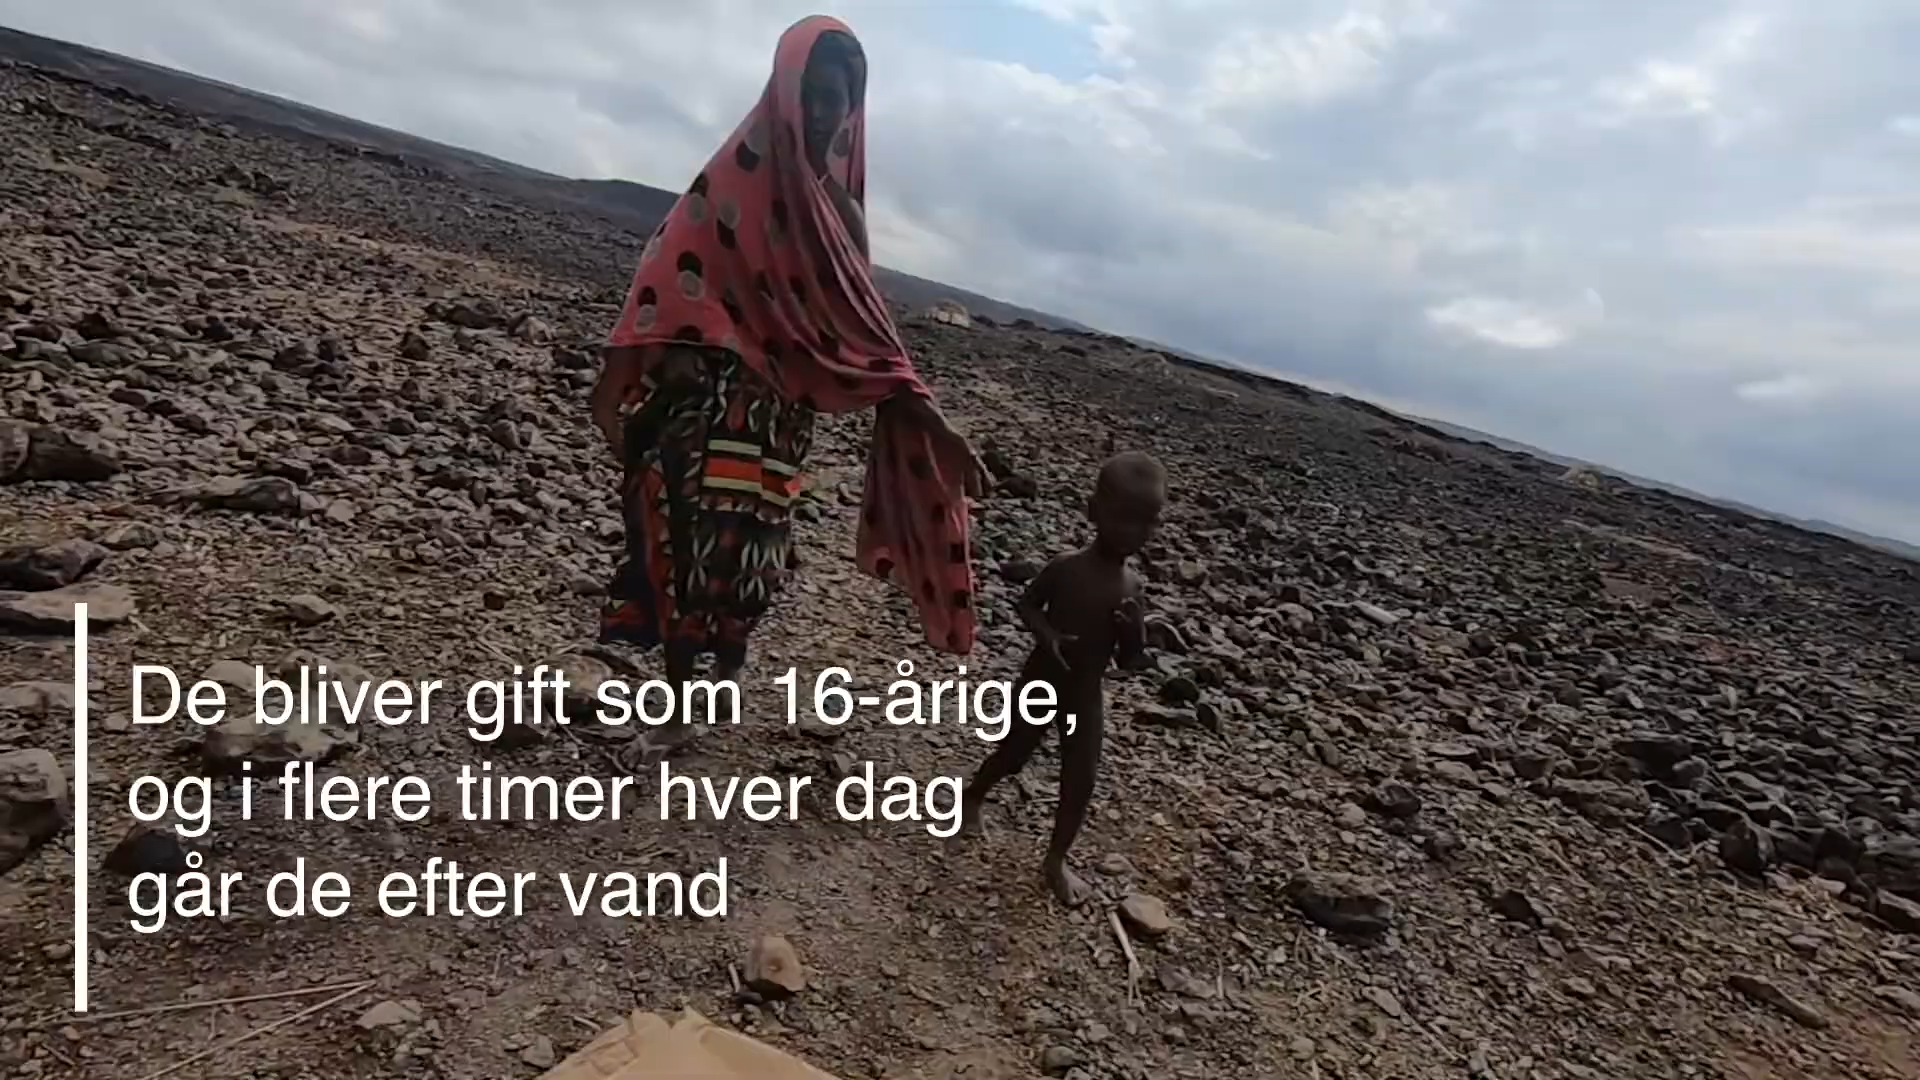 De bliver gift som 16-årige,
og i flere timer hver dag
går de efter vand